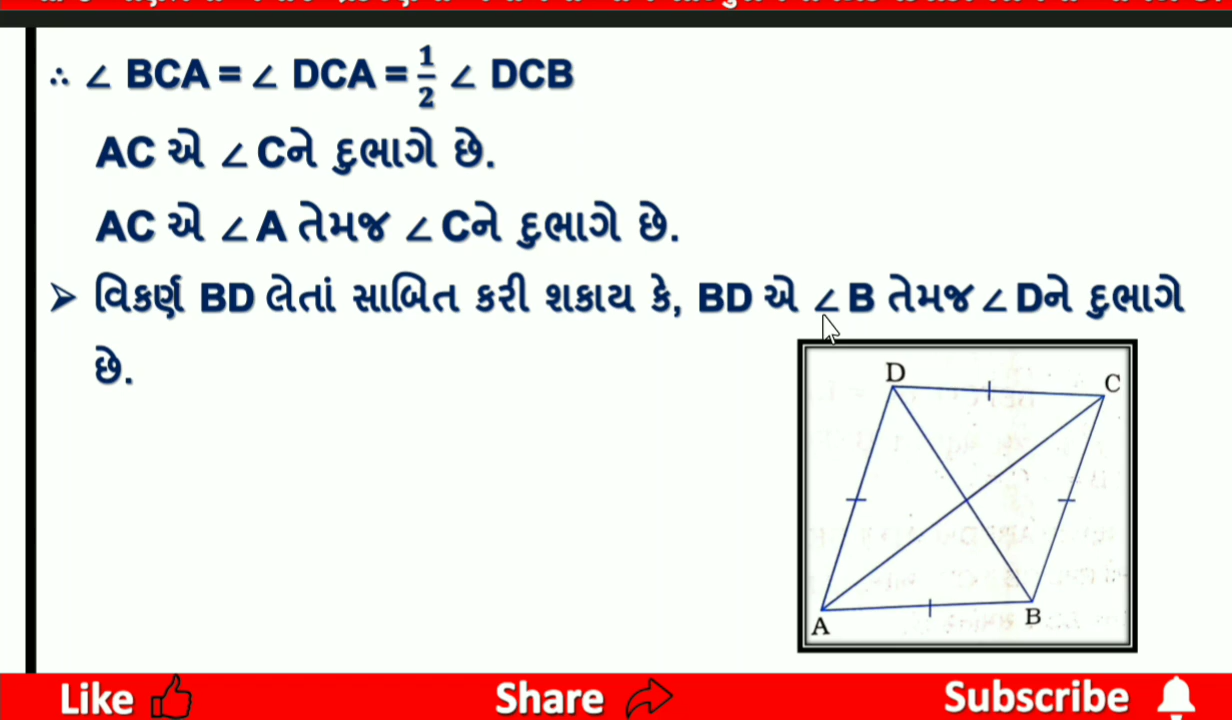 ∴ ∠ BCA = ∠ DCA = 1/2 ∠ DCB
AC એ ∠ Cને દુભાગે છે.
AC એ ∠ A તેમજ ∠ Cને દુભાગે છે.
➢ વિકર્ણ BD લેતાં સાબિત કરી શકાય કે, BD એ ∠ B તેમજ ∠ Dને દુભાગે
છે.
D
C
A
B
Like Share Subscribe